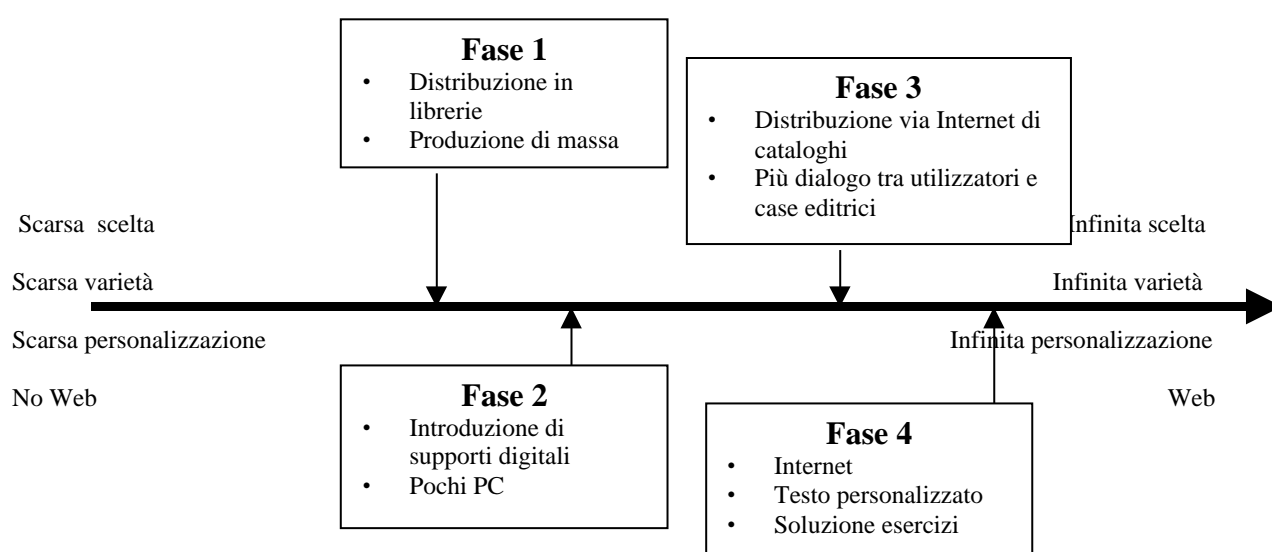 Fase 1
• Distribuzione in
librerie
• Produzione di massa
Fase 3
• Distribuzione via Internet di
cataloghi
• Più dialogo tra utilizzatori e
case editrici
Scarsa scelta
Infinita scelta
Scarsa varietà
Infinita varietà
Scarsa personalizzazione
Infinita personalizzazione
No Web
Web
Fase 2
• Introduzione di
supporti digitali
• Pochi PC
Fase 4
• Internet
• Testo personalizzato
• Soluzione esercizi